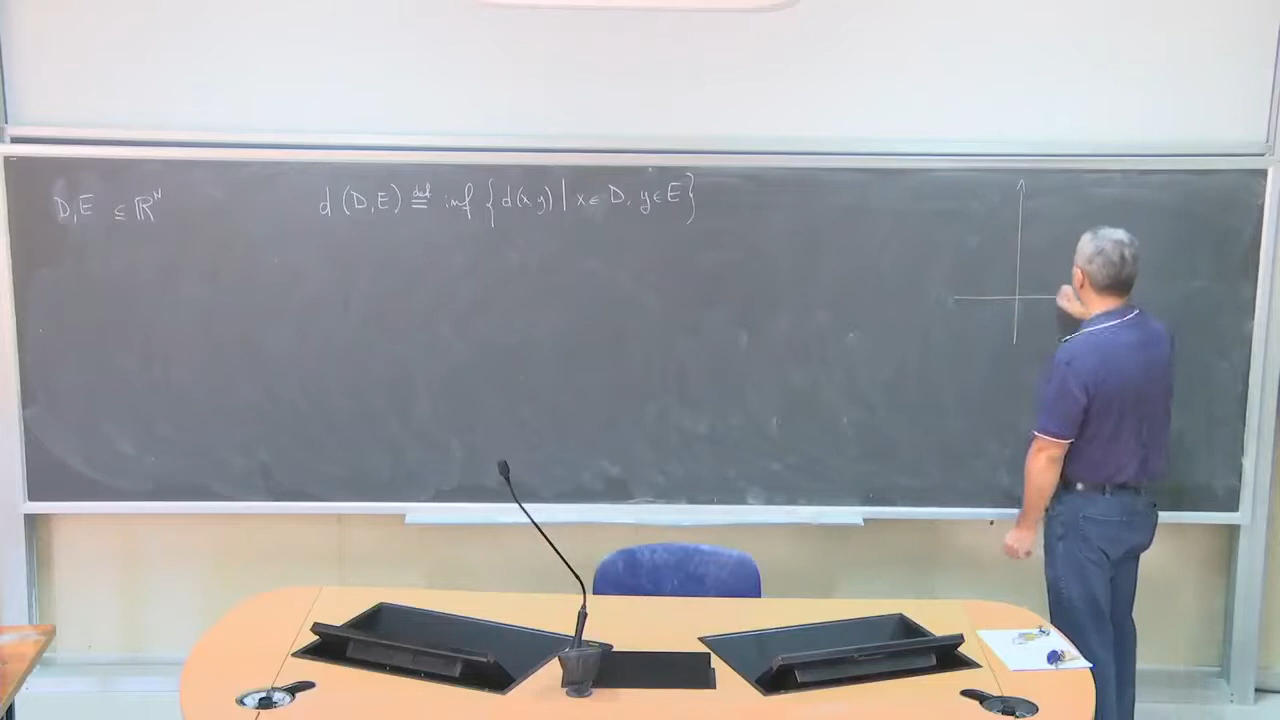 D,E ⊆ ℝᴺ d(D,E) ≝ inf { d(x,y) | x ∈ D, y ∈ E }